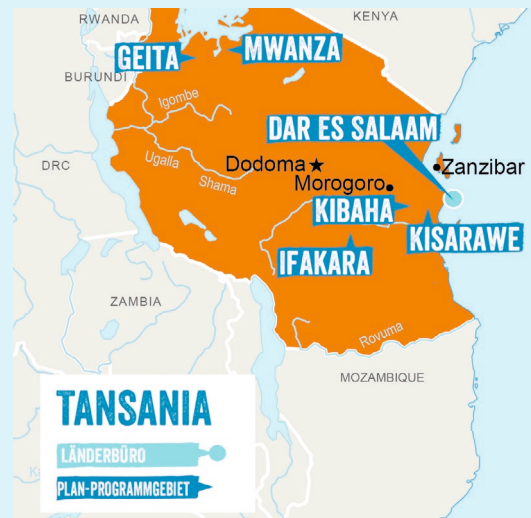 RWANDA
KENYA
GEITA
MWANZA
BURUNDI
Igombe
DAR ES SALAAM
DRC
Ugalla
Dodoma
Zanzibar
Shama
Morogoro
KIBAHA
KISARAWE
IFAKARA
ZAMBIA
Rovuma
MOZAMBIQUE
TANSANIA
LÄNDERBÜRO
PLAN-PROGRAMMGEBIET